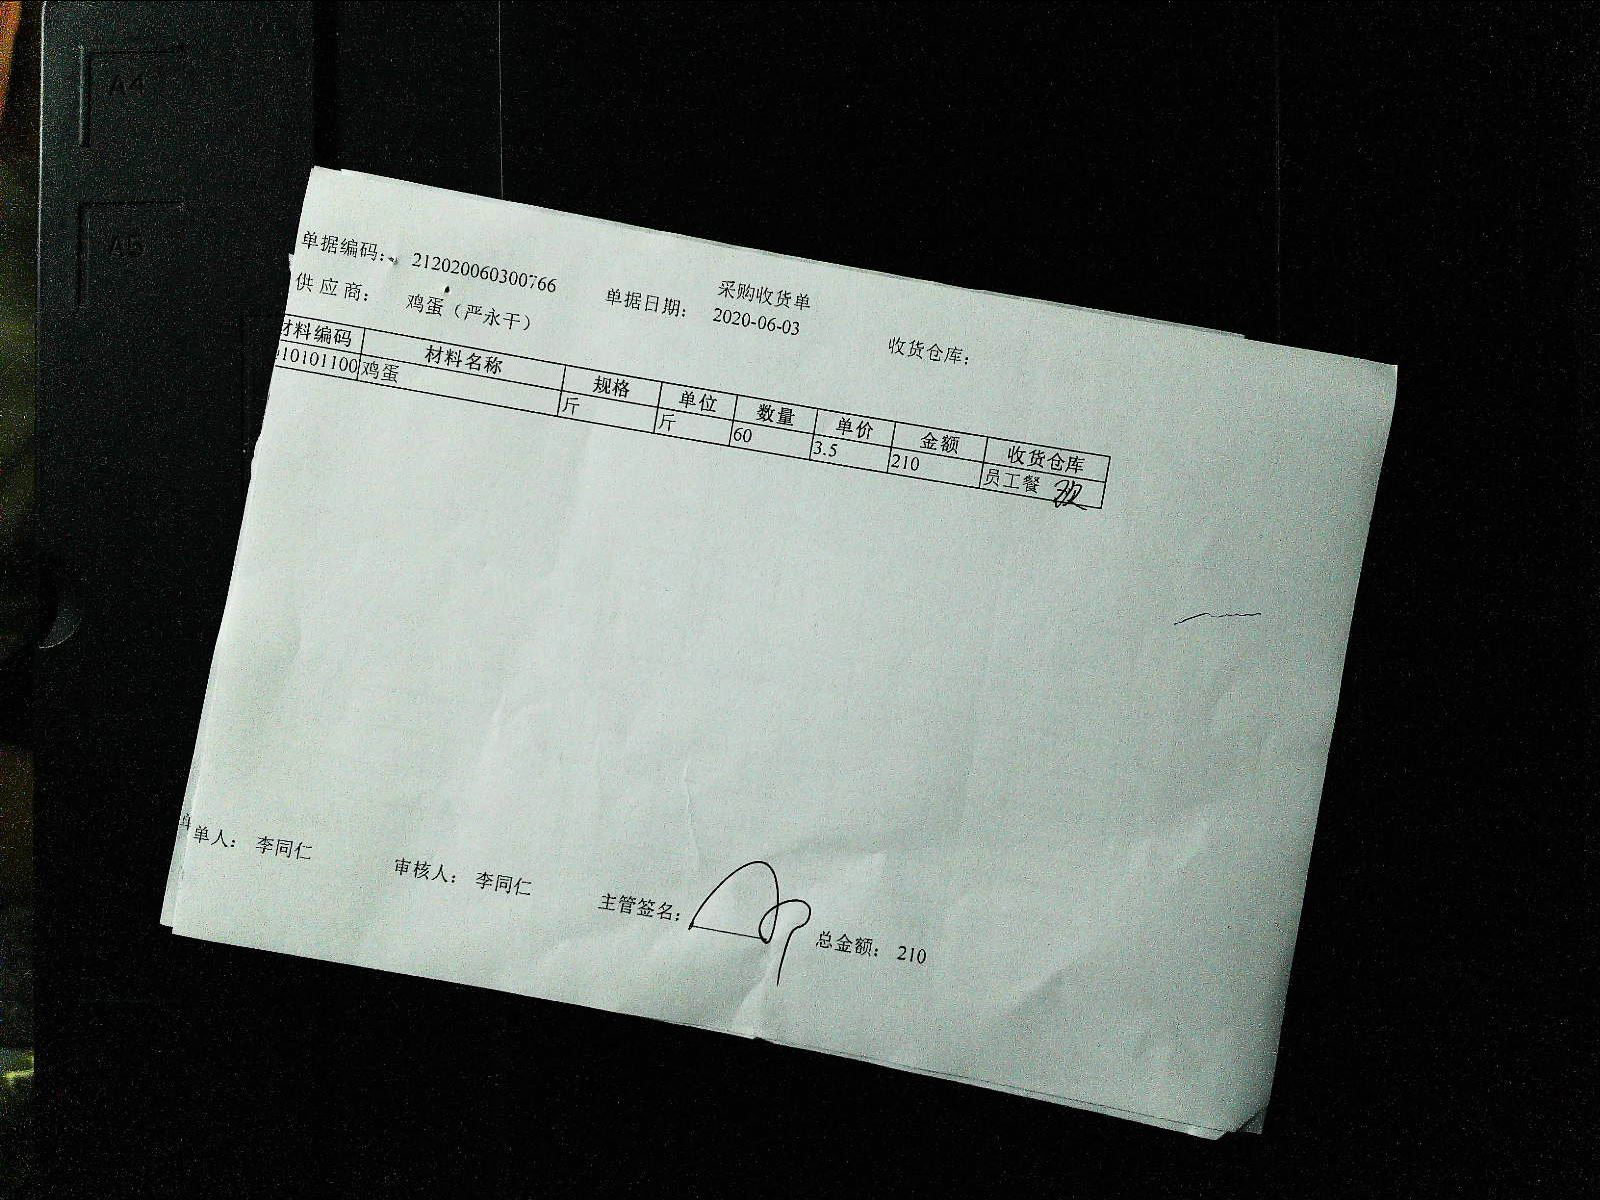 A4
A5
采购收货单
单据编码: 212020060300766
单据日期: 2020-06-03
收货仓库:
供应商: 鸡蛋（严永干）
材料编码 材料名称 规格 单位 数量 单价 金额 收货仓库
10101100 鸡蛋 斤 斤 60 3.5 210 员工餐
单人: 李同仁 审核人: 李同仁 主管签名: 总金额: 210